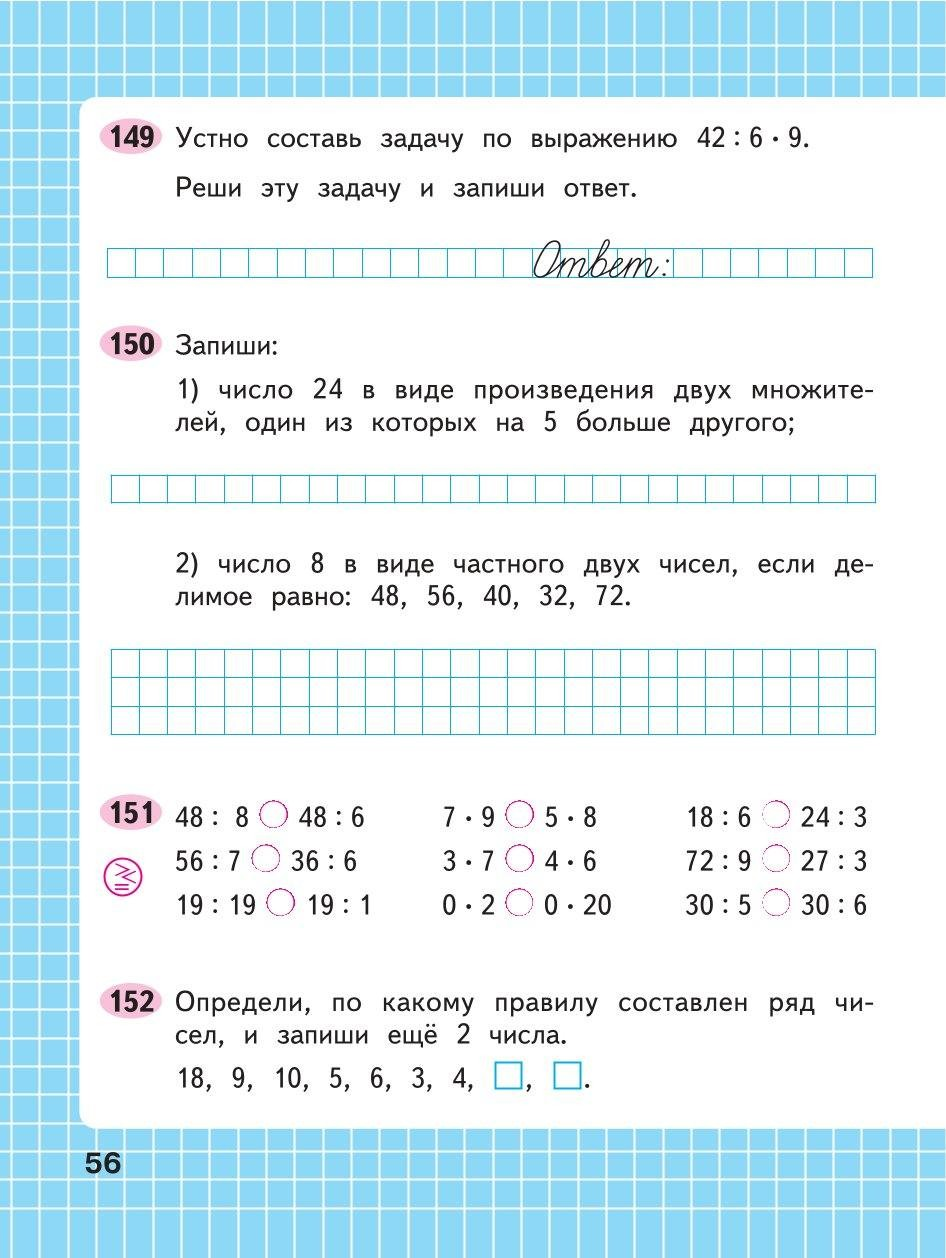 149 Устно составь задачу по выражению 42 : 6 · 9.
Реши эту задачу и запиши ответ.
Ответ:
150 Запиши:
1) число 24 в виде произведения двух множите-
лей, один из которых на 5 больше другого;
2) число 8 в виде частного двух чисел, если де-
лимое равно: 48, 56, 40, 32, 72.
151 48 : 8 ◯ 48 : 6 7 · 9 ◯ 5 · 8 18 : 6 ◯ 24 : 3
56 : 7 ◯ 36 : 6 3 · 7 ◯ 4 · 6 72 : 9 ◯ 27 : 3
19 : 19 ◯ 19 : 1 0 · 2 ◯ 0 · 20 30 : 5 ◯ 30 : 6
152 Определи, по какому правилу составлен ряд чи-
сел, и запиши ещё 2 числа.
18, 9, 10, 5, 6, 3, 4, □, □.
56